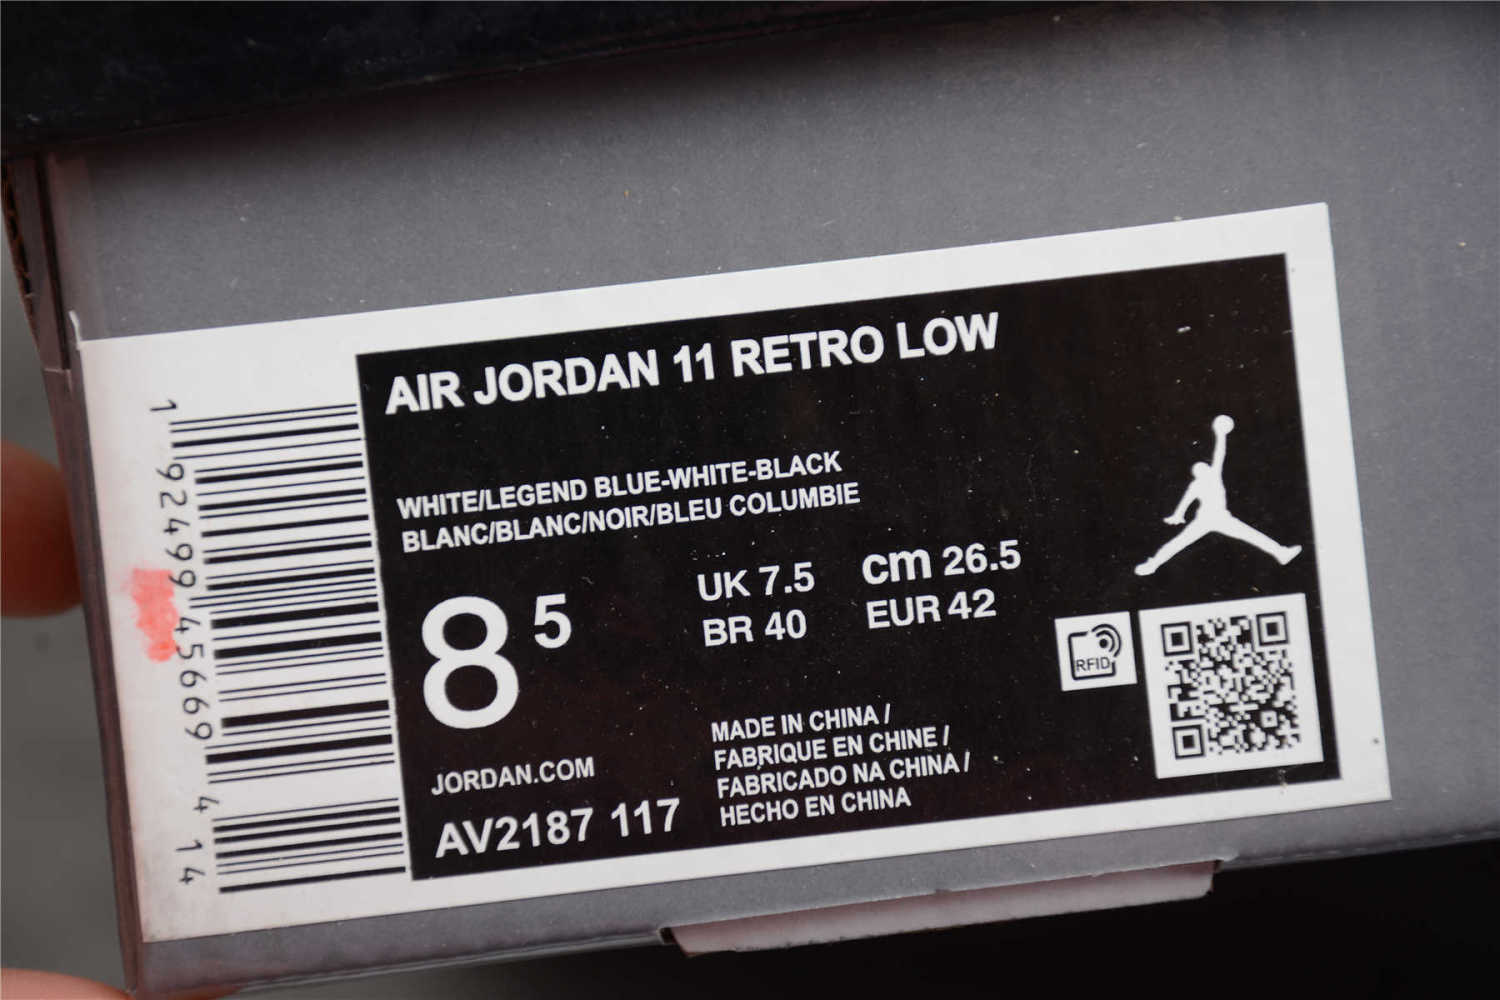 AIR JORDAN 11 RETRO LOW
WHITE/LEGEND BLUE-WHITE-BLACK
BLANC/BLANC/NOIR/BLEU COLUMBIE
8 5
UK 7.5
cm 26.5
BR 40
EUR 42
JORDAN.COM
AV2187 117
MADE IN CHINA /
FABRIQUE EN CHINE /
FABRICADO NA CHINA /
HECHO EN CHINA
RFID
1 92499 45669 4 14